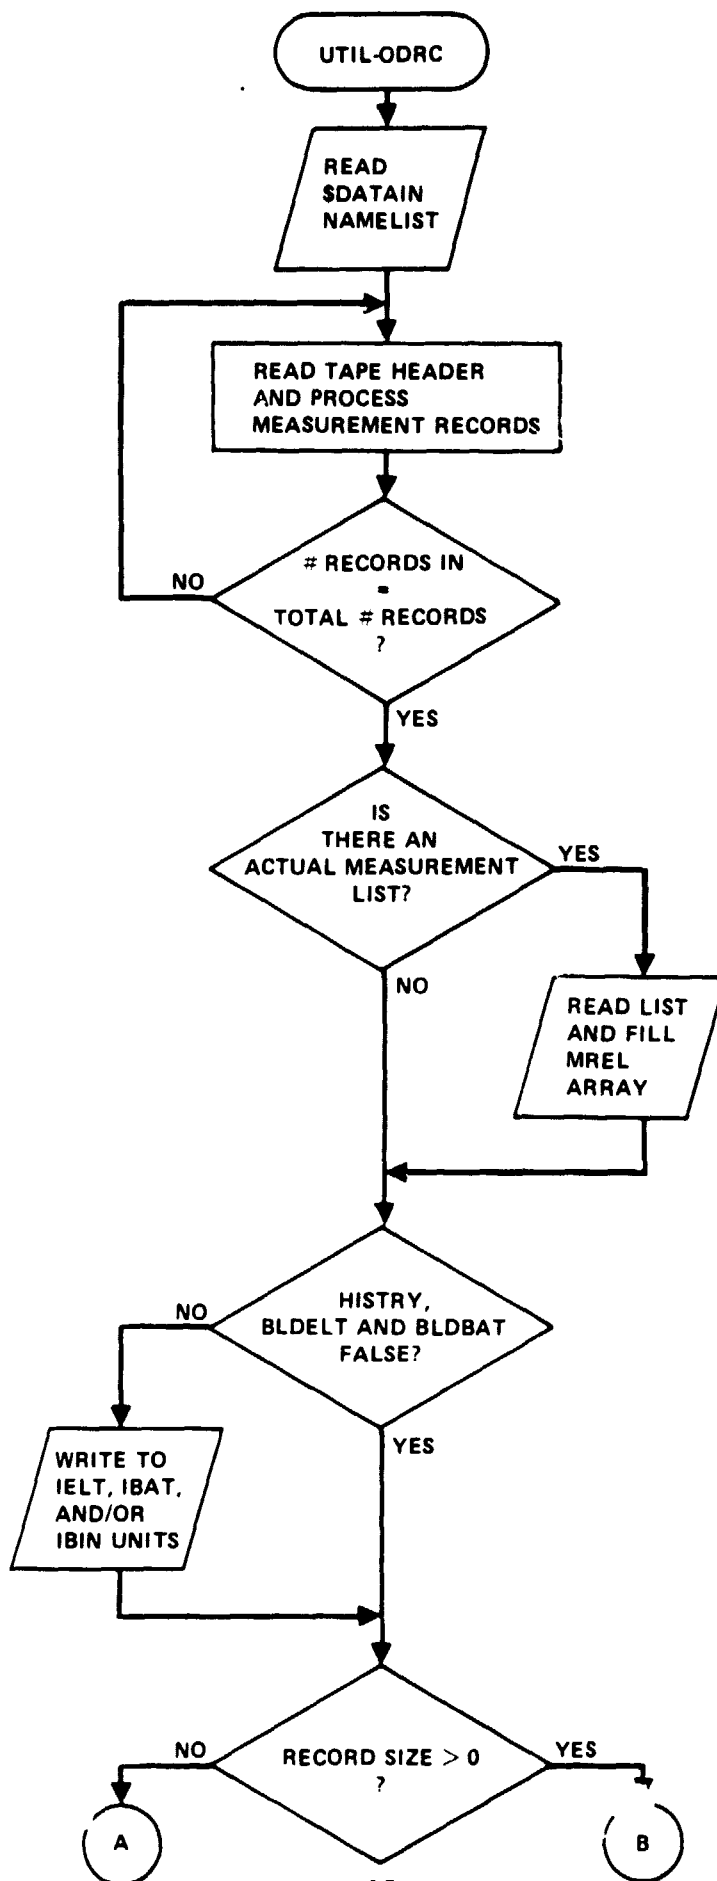 UTIL-ODRC
READ
$DATAIN
NAMELIST
READ TAPE HEADER
AND PROCESS
MEASUREMENT RECORDS
# RECORDS IN
=
TOTAL # RECORDS
?
NO
YES
IS
THERE AN
ACTUAL MEASUREMENT
LIST?
YES
NO
READ LIST
AND FILL
MREL
ARRAY
HISTRY,
BLDELT AND BLDBAT
FALSE?
NO
YES
WRITE TO
IELT, IBAT,
AND/OR
IBIN UNITS
RECORD SIZE > 0
?
NO
YES
A
B